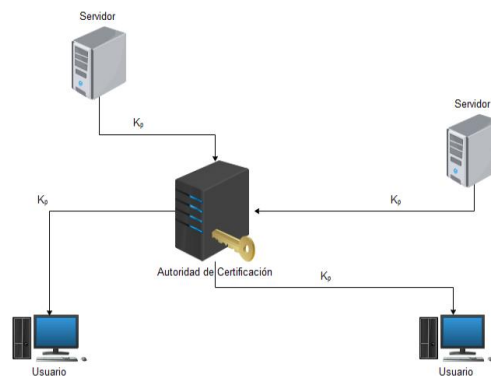 Servidor
Servidor
Kₚ
Kₚ
Kₚ
Autoridad de Certificación
Kₚ
Usuario
Usuario